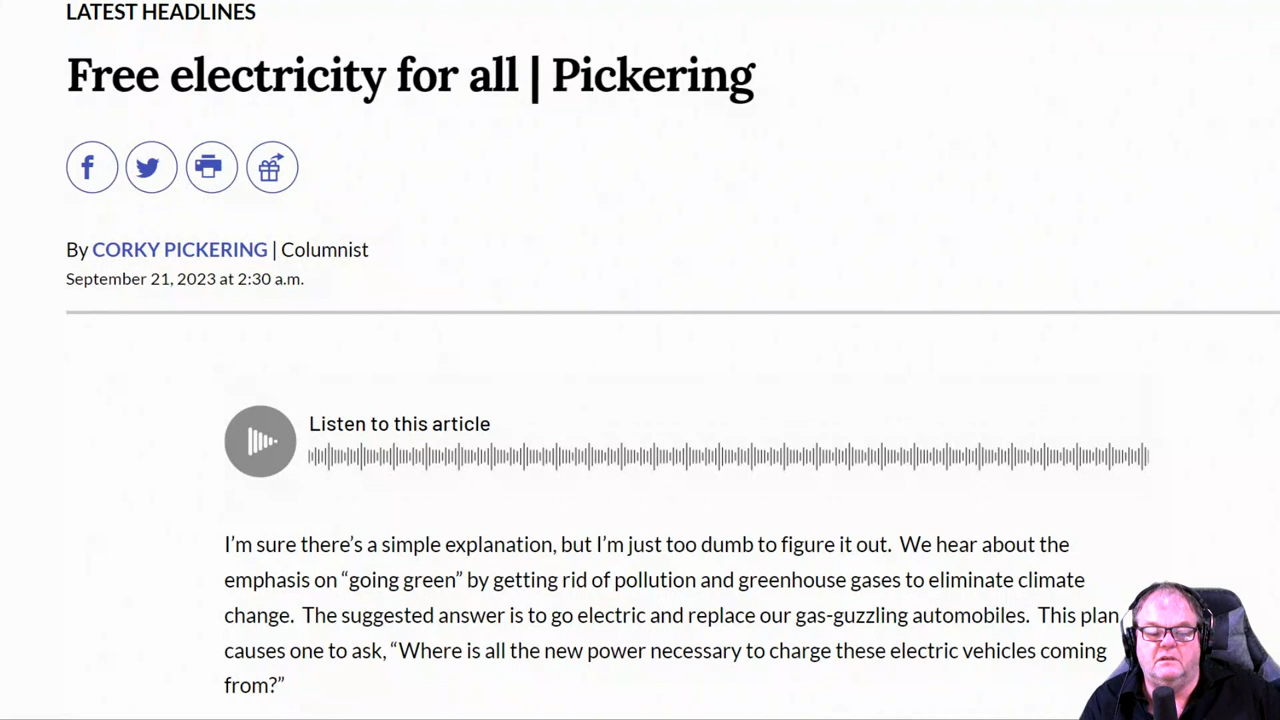 LATEST HEADLINES
Free electricity for all | Pickering
By CORKY PICKERING | Columnist
September 21, 2023 at 2:30 a.m.
Listen to this article
I’m sure there’s a simple explanation, but I’m just too dumb to figure it out.  We hear about the
emphasis on “going green” by getting rid of pollution and greenhouse gases to eliminate climate
change.  The suggested answer is to go electric and replace our gas-guzzling automobiles.  This plan
causes one to ask, “Where is all the new power necessary to charge these electric vehicles coming
from?”